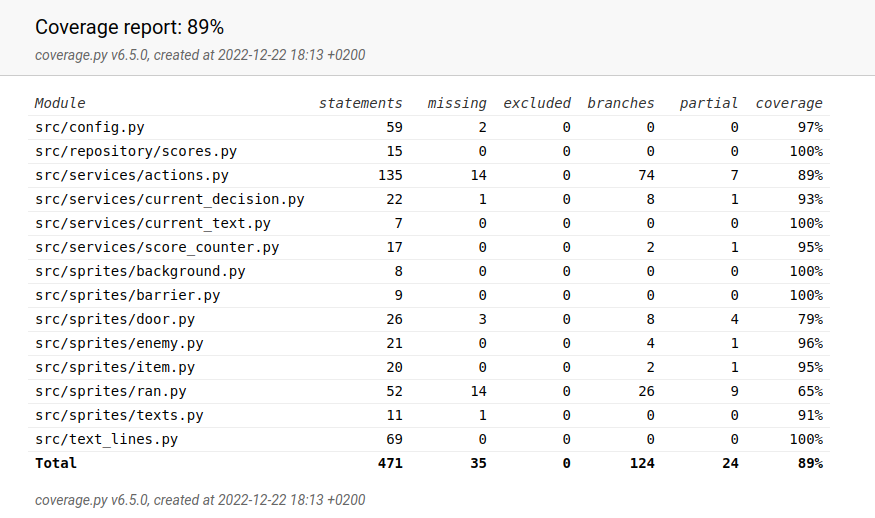 Coverage report: 89%
coverage.py v6.5.0, created at 2022-12-22 18:13 +0200
Module statements missing excluded branches partial coverage
src/config.py 59 2 0 0 0 97%
src/repository/scores.py 15 0 0 0 0 100%
src/services/actions.py 135 14 0 74 7 89%
src/services/current_decision.py 22 1 0 8 1 93%
src/services/current_text.py 7 0 0 0 0 100%
src/services/score_counter.py 17 0 0 2 1 95%
src/sprites/background.py 8 0 0 0 0 100%
src/sprites/barrier.py 9 0 0 0 0 100%
src/sprites/door.py 26 3 0 8 4 79%
src/sprites/enemy.py 21 0 0 4 1 96%
src/sprites/item.py 20 0 0 2 1 95%
src/sprites/ran.py 52 14 0 26 9 65%
src/sprites/texts.py 11 1 0 0 0 91%
src/text_lines.py 69 0 0 0 0 100%
Total 471 35 0 124 24 89%
coverage.py v6.5.0, created at 2022-12-22 18:13 +0200